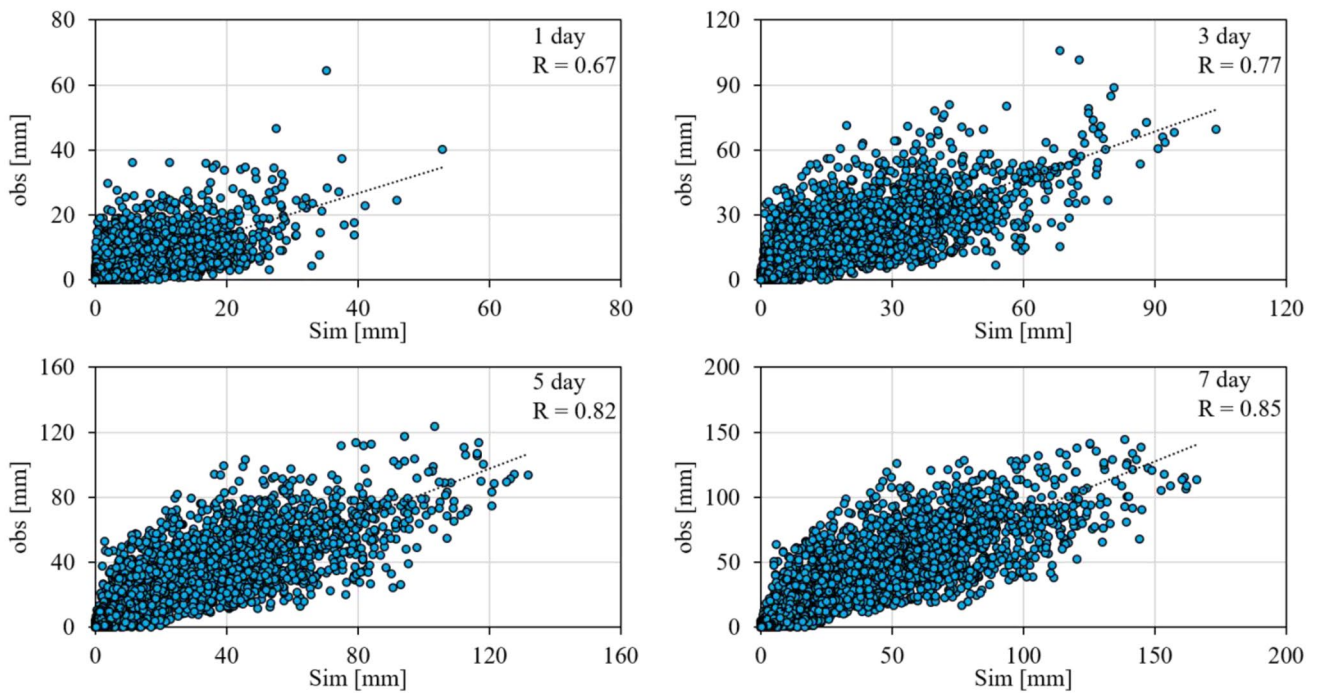 80
60
40
20
0
obs [mm]
1 day
R = 0.67
0 20 40 60 80
Sim [mm]
120
90
60
30
0
obs [mm]
3 day
R = 0.77
0 30 60 90 120
Sim [mm]
160
120
80
40
0
obs [mm]
5 day
R = 0.82
0 40 80 120 160
Sim [mm]
200
150
100
50
0
obs [mm]
7 day
R = 0.85
0 50 100 150 200
Sim [mm]